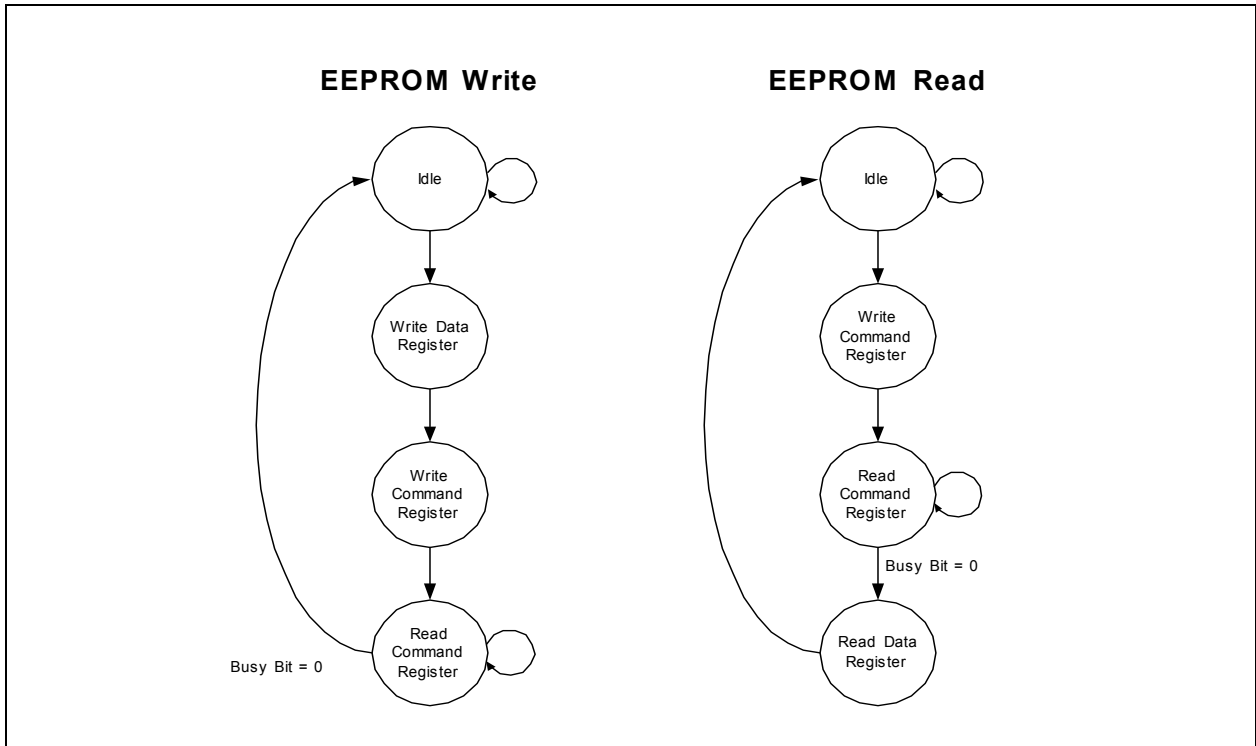 EEPROM Write
Idle
Write Data
Register
Write
Command
Register
Read
Command
Register
Busy Bit = 0
EEPROM Read
Idle
Write
Command
Register
Read
Command
Register
Busy Bit = 0
Read Data
Register